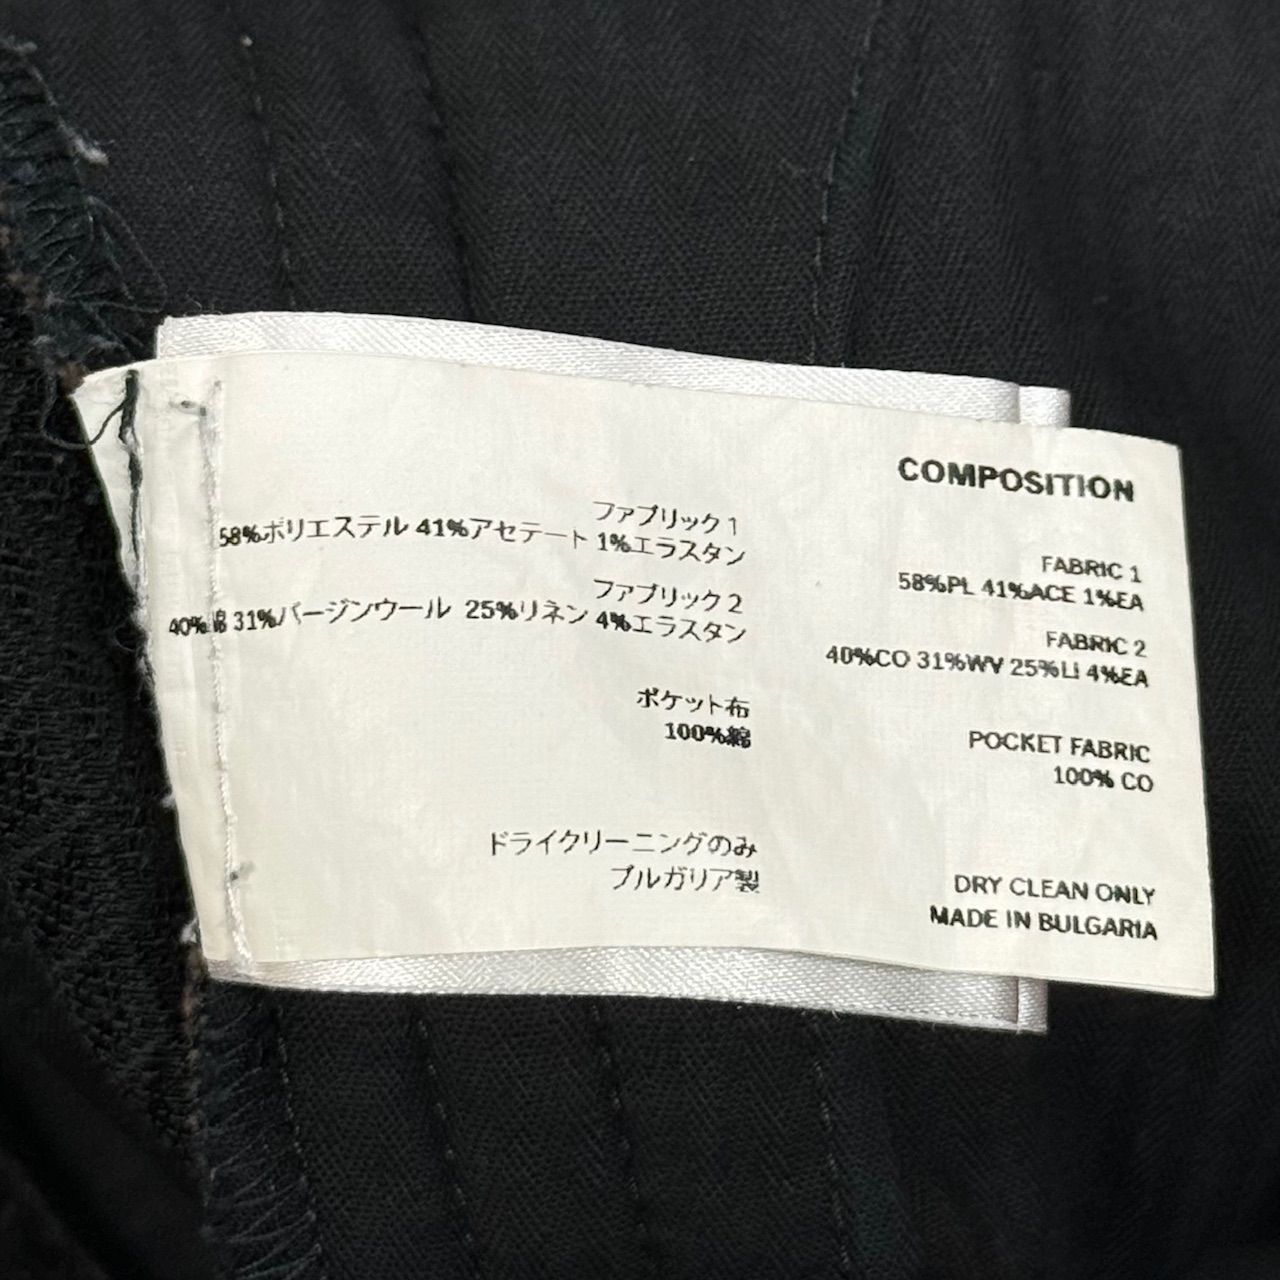 COMPOSITION
ファブリック 1
58%ポリエステル 41%アセテート 1%エラスタン
ファブリック 2
40%綿 31%バージンウール 25%リネン 4%エラスタン
ポケット布
100%綿
ドライクリーニングのみ
ブルガリア製
FABRIC 1
58%PL 41%ACE 1%EA
FABRIC 2
40%CO 31%WV 25%LI 4%EA
POCKET FABRIC
100% CO
DRY CLEAN ONLY
MADE IN BULGARIA